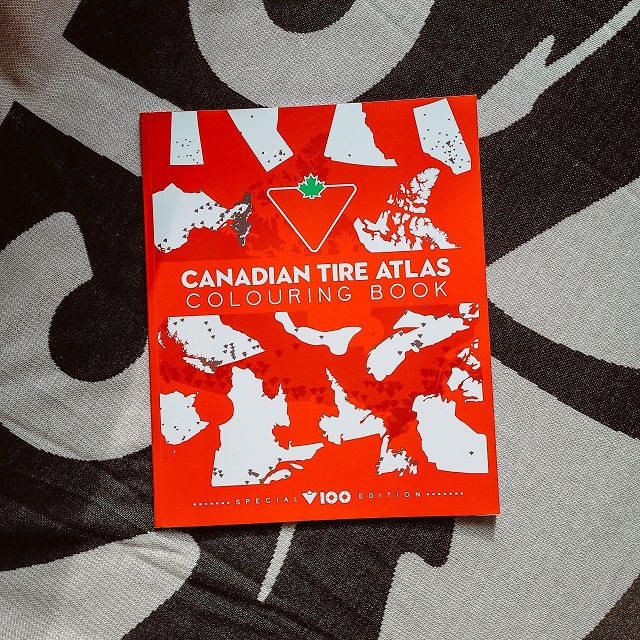 CANADIAN TIRE ATLAS
COLOURING BOOK
SPECIAL 100 EDITION